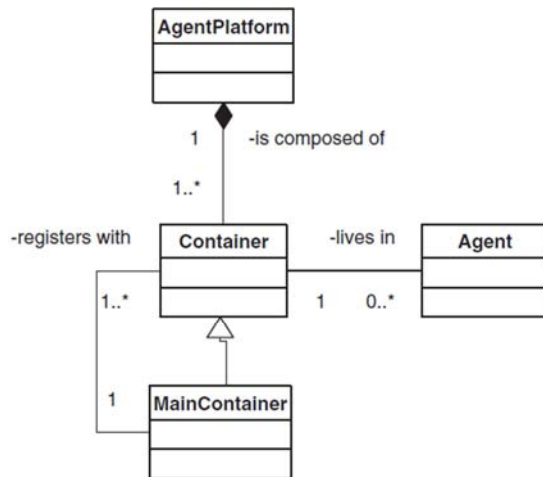 AgentPlatform
1 -is composed of
1..*
-registers with
Container
-lives in
Agent
1..*
1 0..*
1
MainContainer